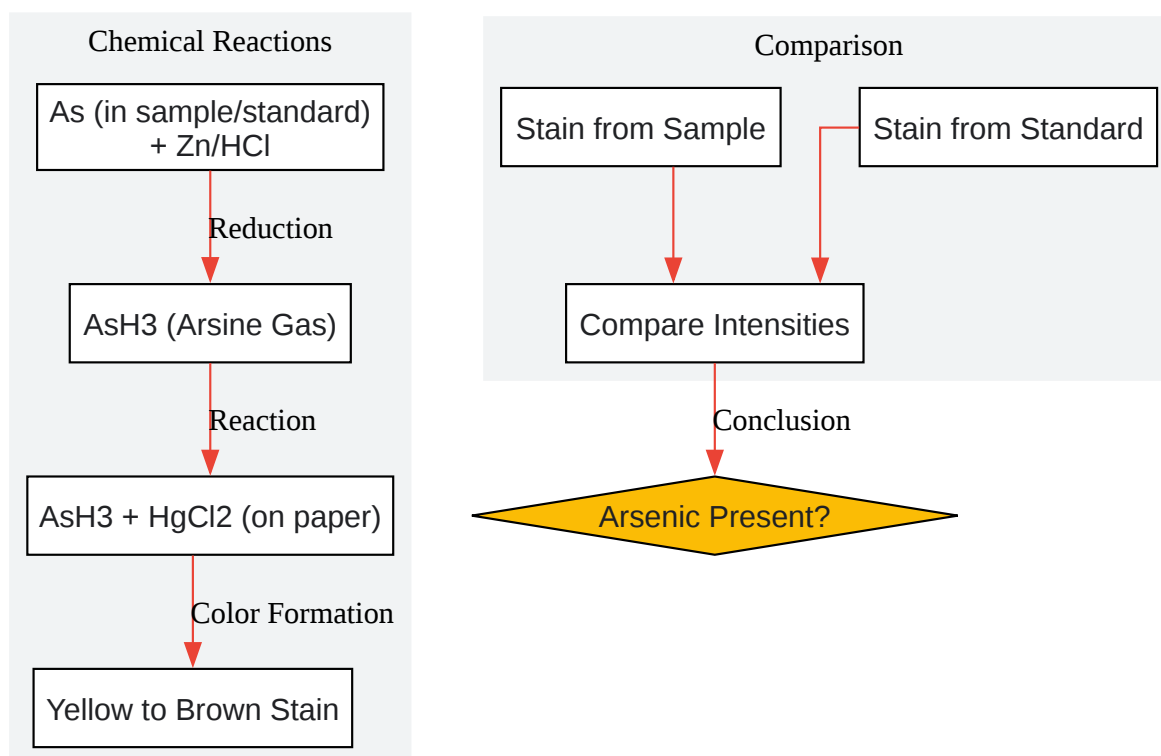 Chemical Reactions
As (in sample/standard)
+ Zn/HCl
Reduction
AsH3 (Arsine Gas)
Reaction
AsH3 + HgCl2 (on paper)
Color Formation
Yellow to Brown Stain
Comparison
Stain from Sample
Stain from Standard
Compare Intensities
Conclusion
Arsenic Present?